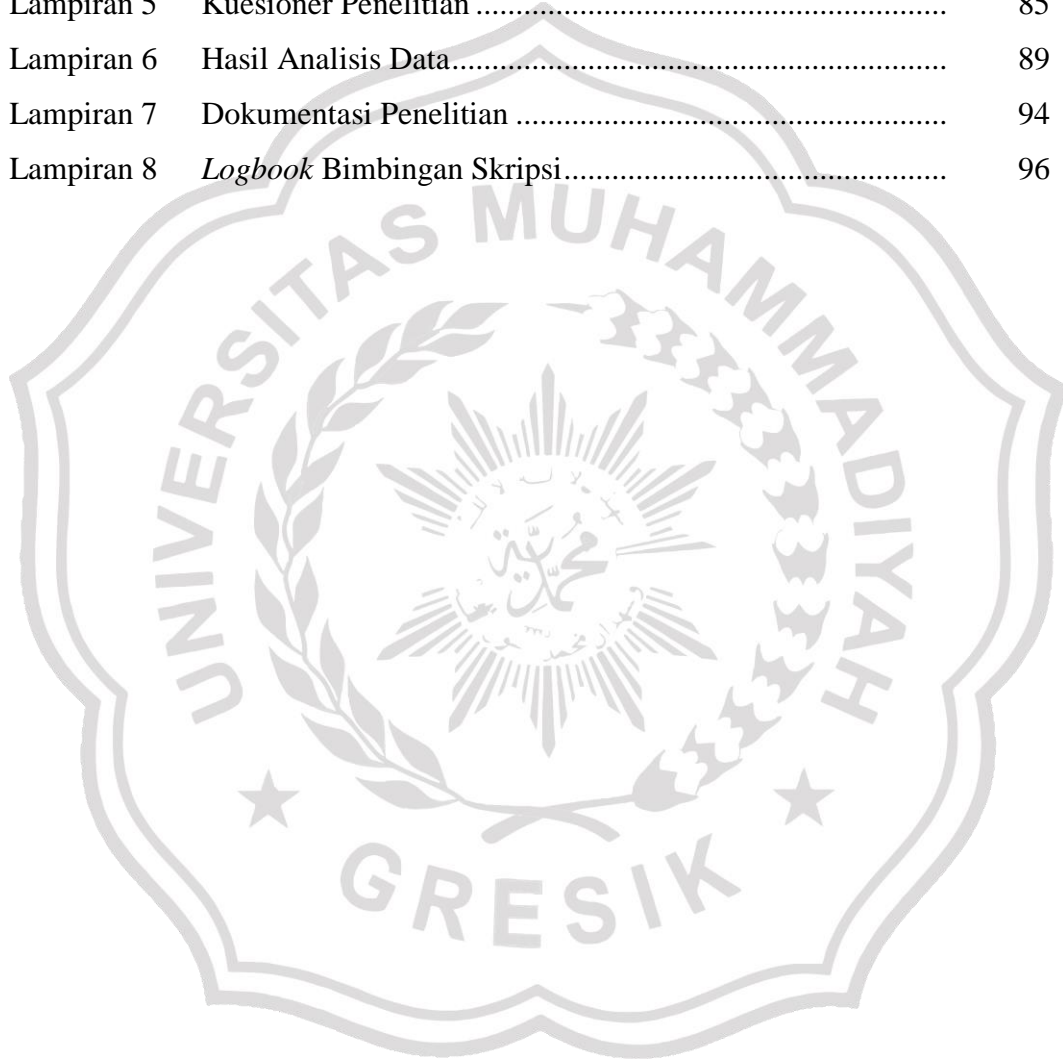 Lampiran 5 Kuesioner Penelitian ........................................................... 85
Lampiran 6 Hasil Analisis Data.............................................................. 89
Lampiran 7 Dokumentasi Penelitian ...................................................... 94
Lampiran 8 Logbook Bimbingan Skripsi................................................ 96
UNIVERSITAS MUHAMMADIYAH
محمد
GRESIK